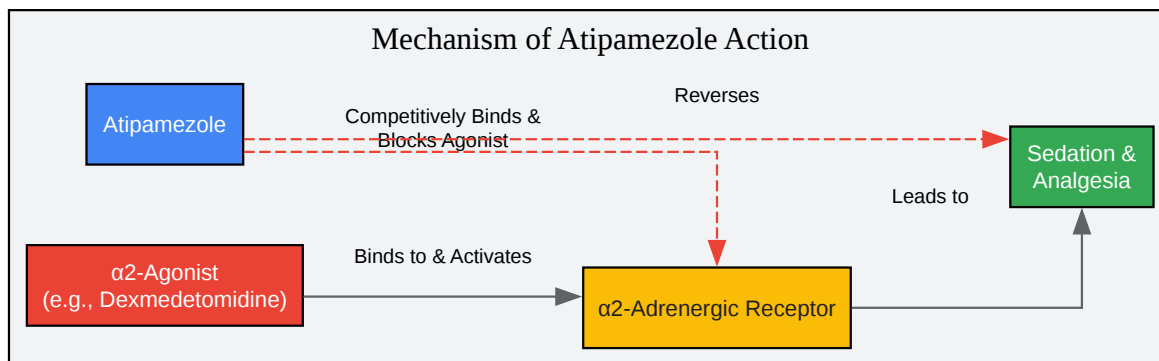 Mechanism of Atipamezole Action
Reverses
Atipamezole
Competitively Binds &
Blocks Agonist
Sedation &
Analgesia
Leads to
α2-Agonist
(e.g., Dexmedetomidine)
Binds to & Activates
α2-Adrenergic Receptor